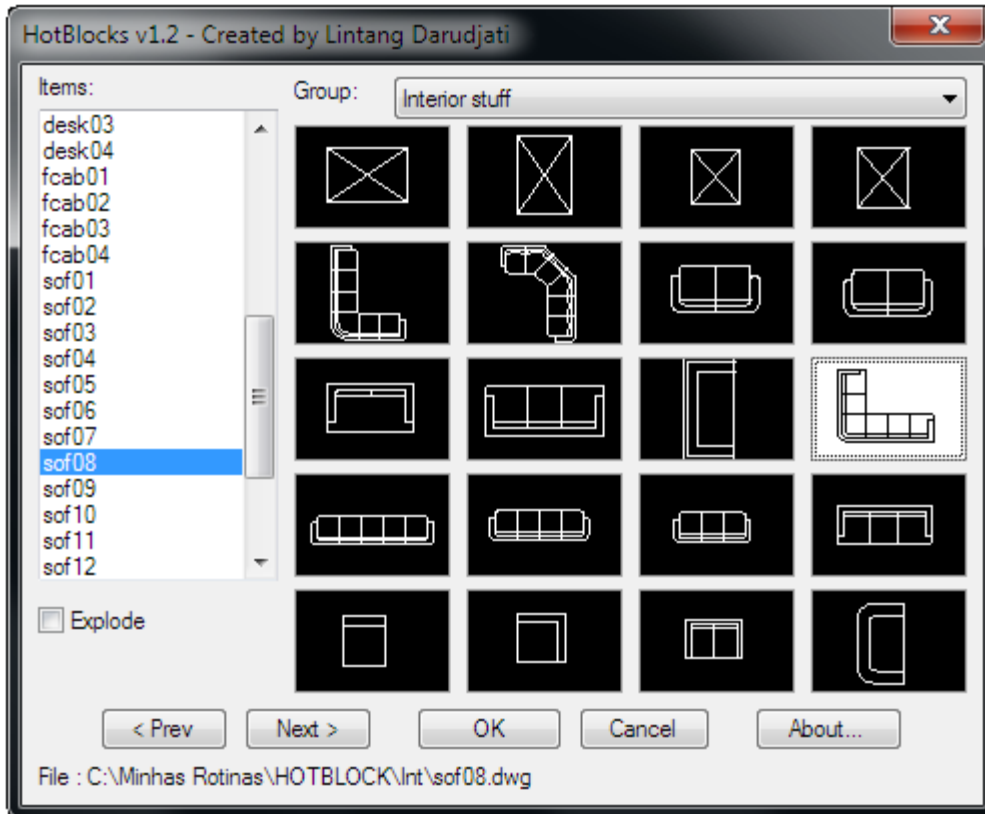 HotBlocks v1.2 - Created by Lintang Darudjati
Items:
Group:
Interior stuff
desk03
desk04
fcab01
fcab02
fcab03
fcab04
sof01
sof02
sof03
sof04
sof05
sof06
sof07
sof08
sof09
sof10
sof11
sof12
Explode
< Prev
Next >
OK
Cancel
About...
File : C:\Minhas Rotinas\HOTBLOCK\Int\sof08.dwg